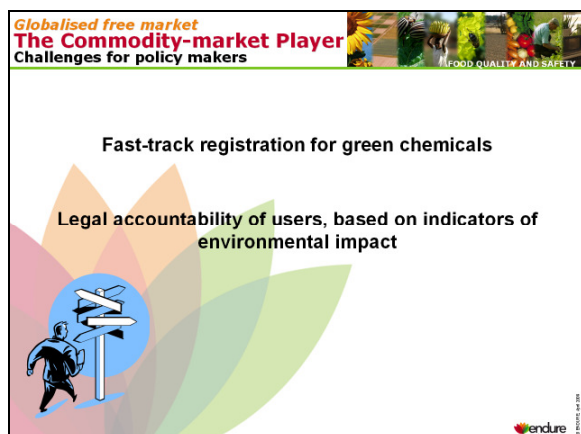 Globalised free market
The Commodity-market Player
Challenges for policy makers
FOOD QUALITY AND SAFETY
Fast-track registration for green chemicals
Legal accountability of users, based on indicators of
environmental impact
endure